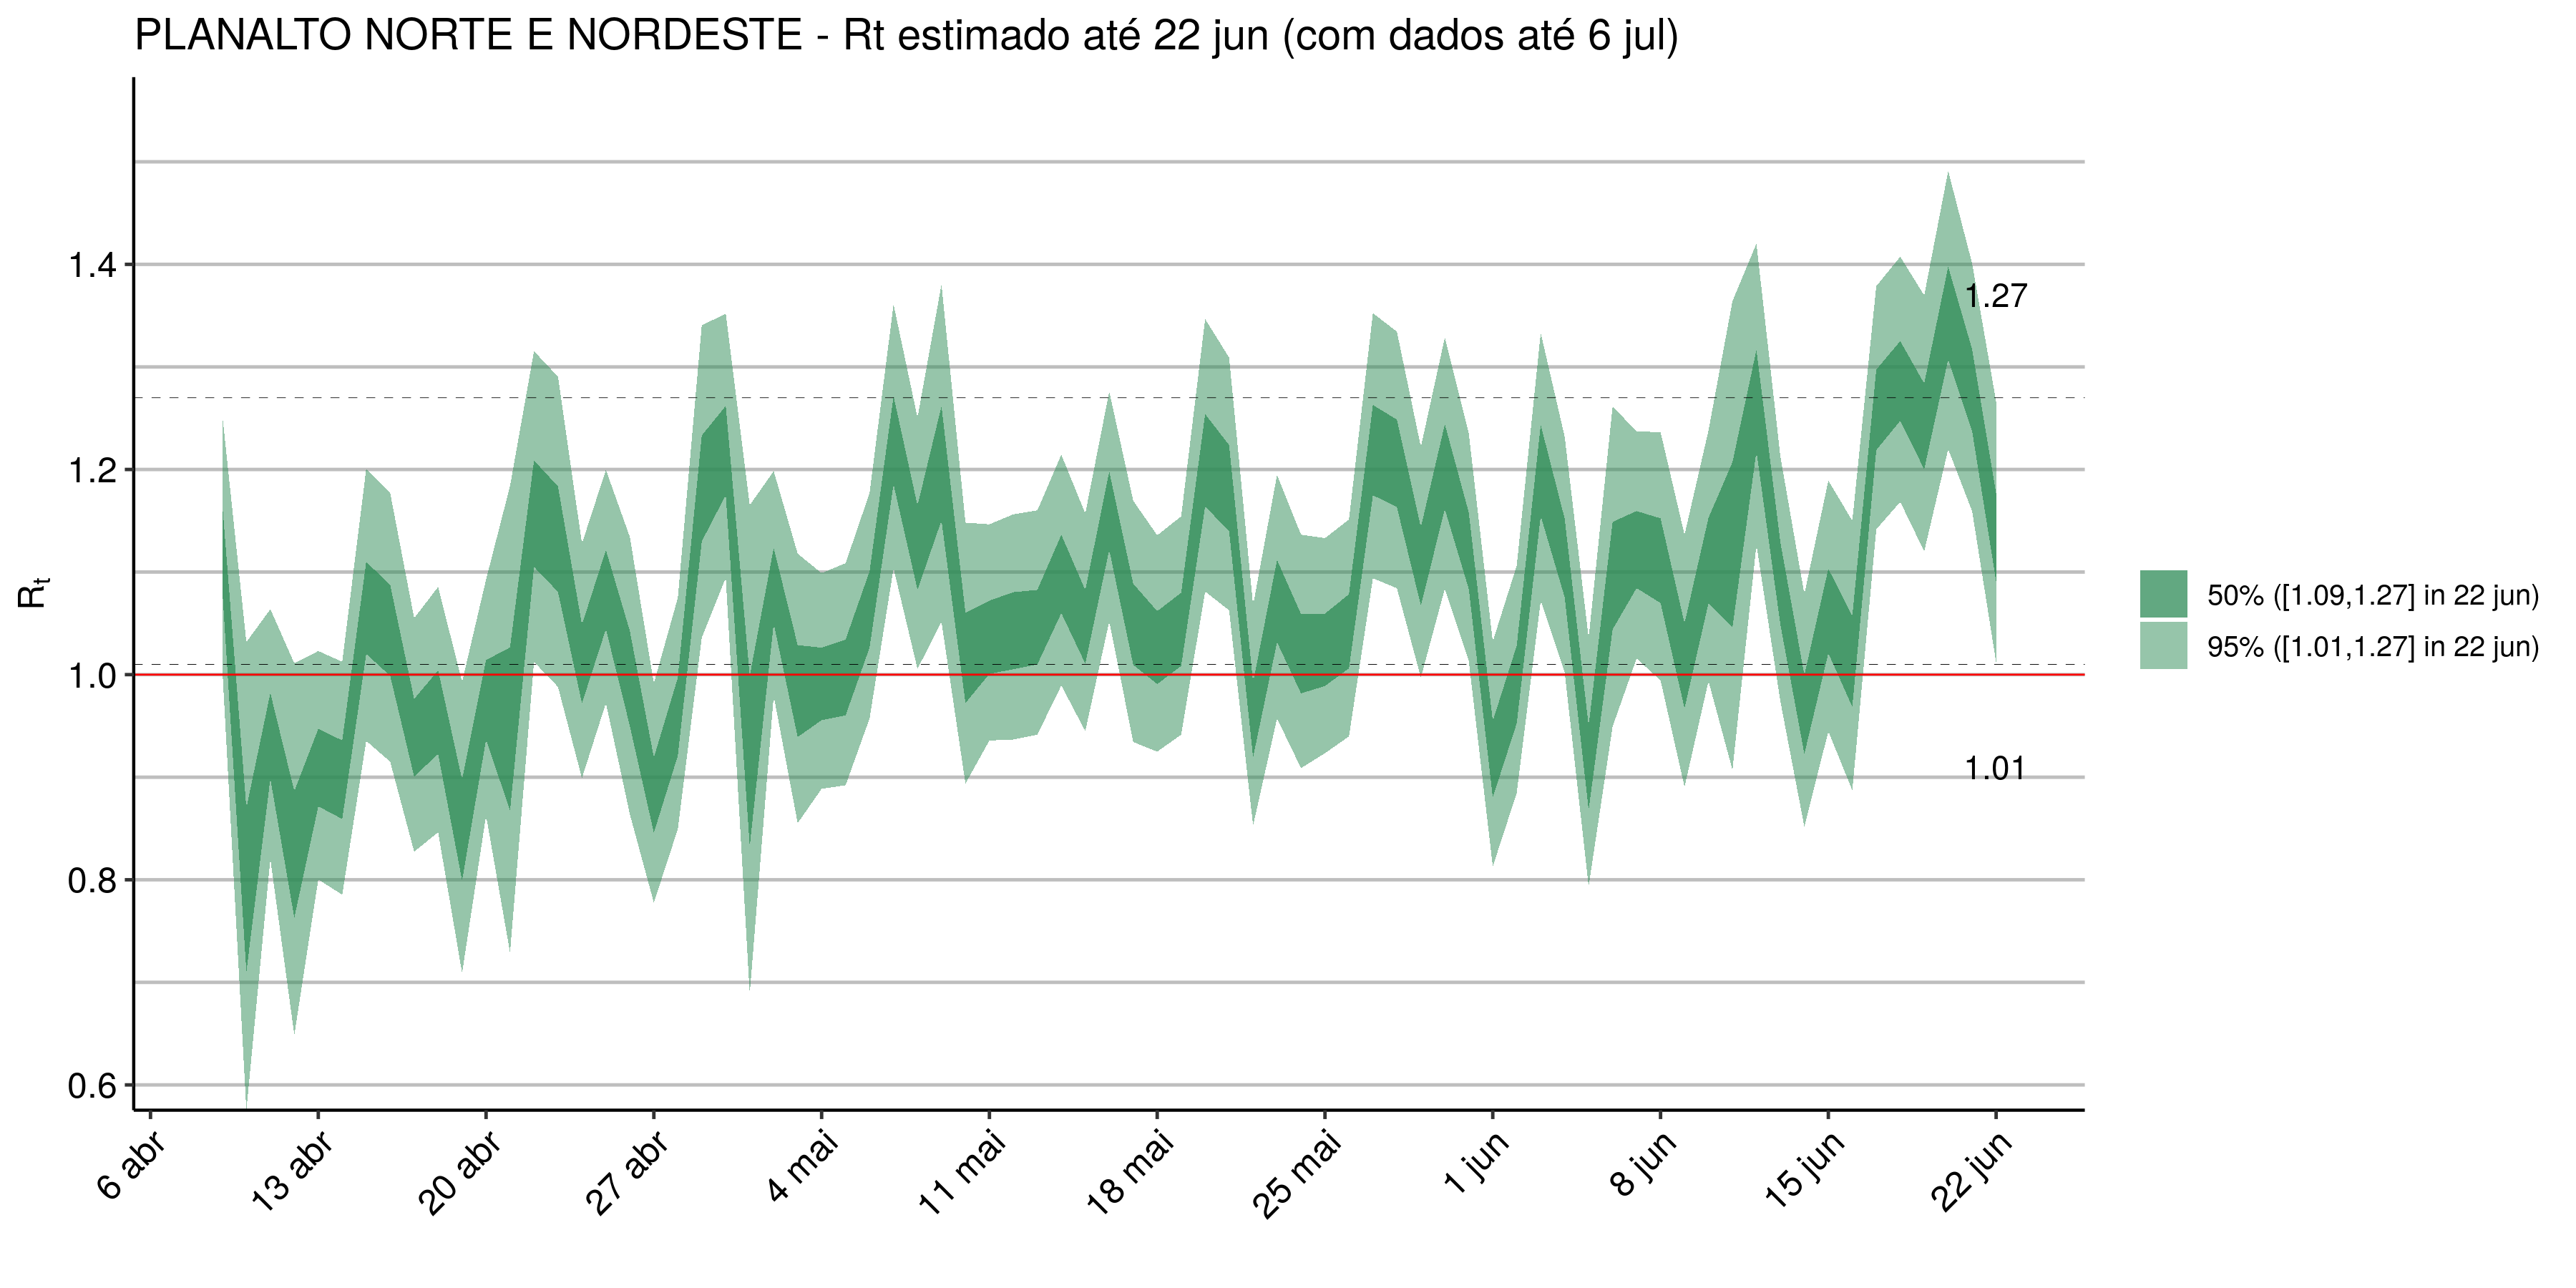 PLANALTO NORTE E NORDESTE - Rt estimado até 22 jun (com dados até 6 jul)
1.4
1.2
1.0
0.8
0.6
Rt
1.27
1.01
50% ([1.09,1.27] in 22 jun)
95% ([1.01,1.27] in 22 jun)
6 abr
13 abr
20 abr
27 abr
4 mai
11 mai
18 mai
25 mai
1 jun
8 jun
15 jun
22 jun